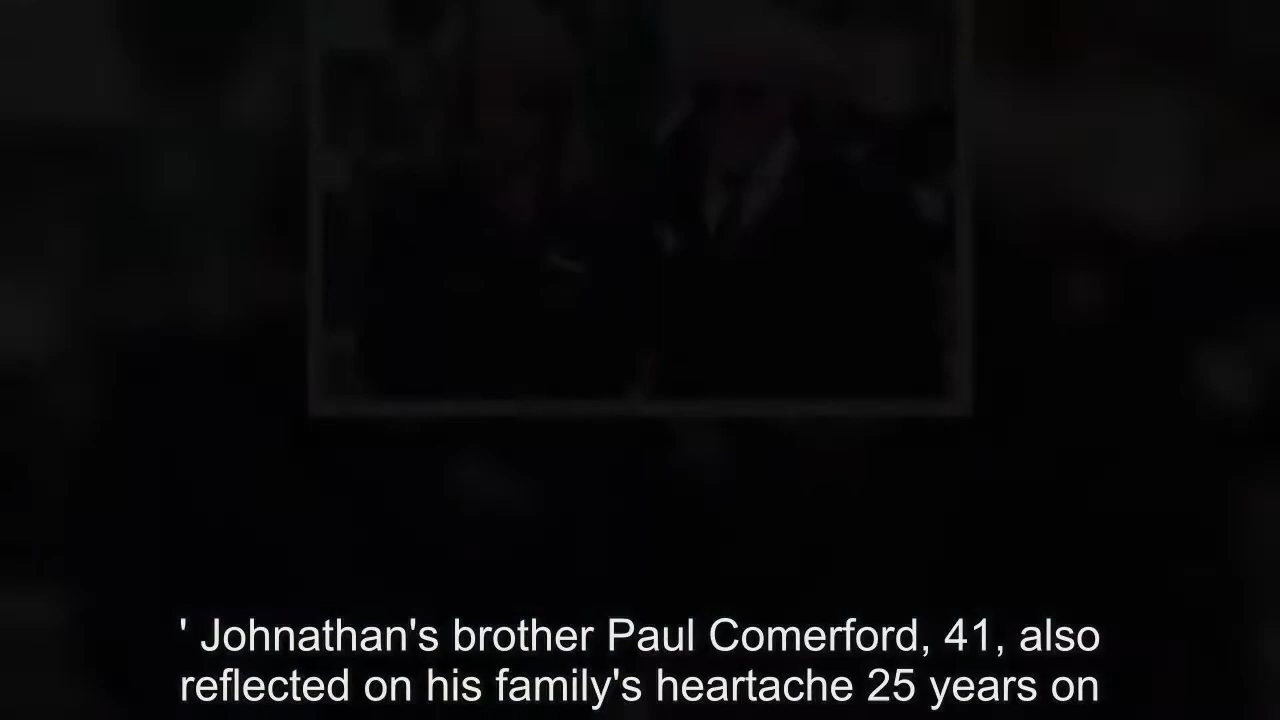 ' Johnathan's brother Paul Comerford, 41, also
reflected on his family's heartache 25 years on